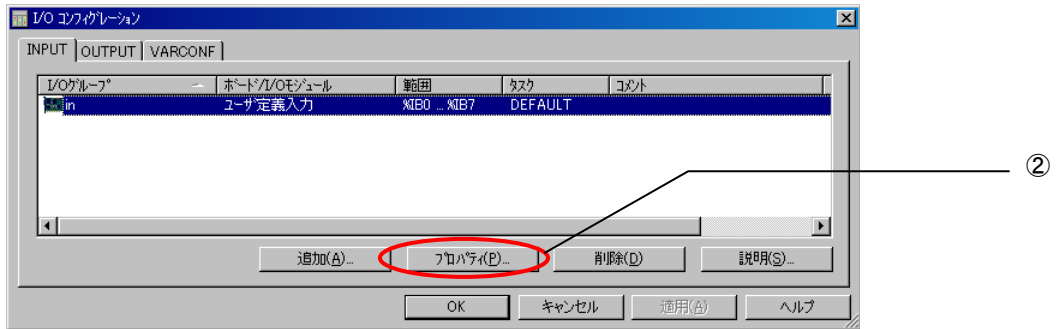 I/O ｺﾝﾌｨｸﾞﾚｰｼｮﾝ
INPUT OUTPUT VARCONF
I/Oｸﾞﾙｰﾌﾟ ﾎﾞｰﾄﾞ/I/Oﾓｼﾞｭｰﾙ 範囲 ﾀｽｸ ｺﾒﾝﾄ
in ユーザ定義入力 %IB0 ... %IB7 DEFAULT
②
追加(A)... ﾌﾟﾛﾊﾟﾃｨ(P)... 削除(D) 説明(S)...
OK キャンセル 適用(A) ヘルプ